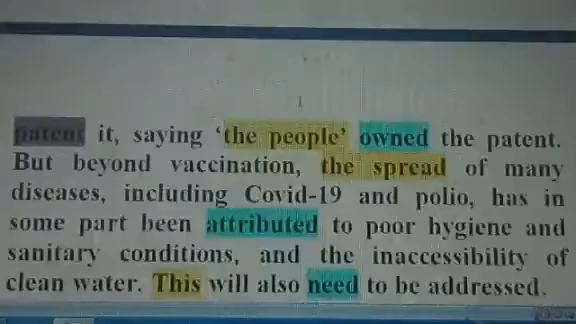 patent it, saying ‘the people’ owned the patent.
But beyond vaccination, the spread of many
diseases, including Covid-19 and polio, has in
some part been attributed to poor hygiene and
sanitary conditions, and the inaccessibility of
clean water. This will also need to be addressed.